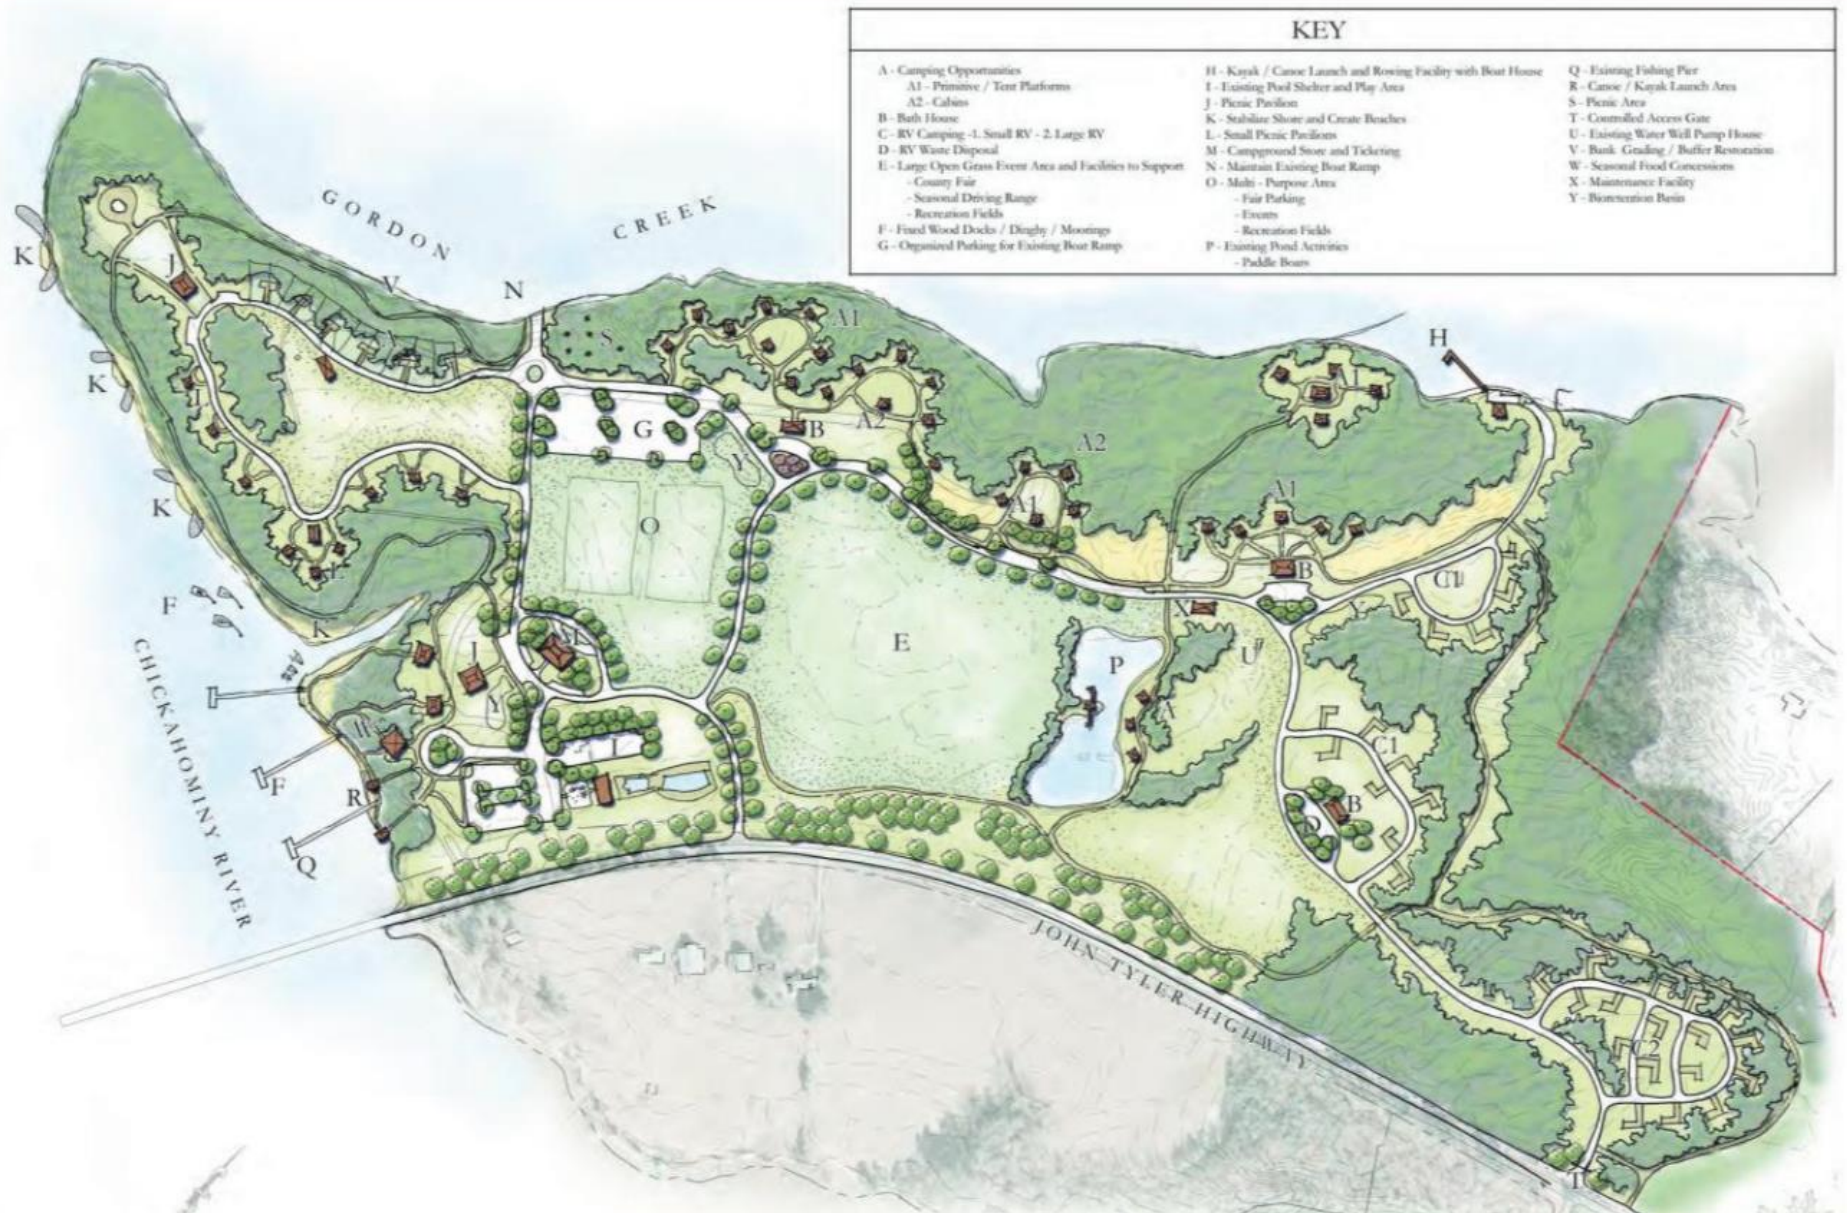 KEY
A - Camping Opportunities
A1 - Primitive / Tent Platforms
A2 - Cabins
B - Bath House
C - RV Camping -1. Small RV - 2. Large RV
D - RV Waste Disposal
E - Large Open Grass Event Area and Facilities to Support
- County Fair
- Seasonal Driving Range
- Recreation Fields
F - Fixed Wood Docks / Dinghy / Moorings
G - Organized Parking for Existing Boat Ramp
H - Kayak / Canoe Launch and Rowing Facility with Boat House
I - Existing Pool Shelter and Play Area
J - Picnic Pavilion
K - Stabilize Shore and Create Beaches
L - Small Picnic Pavilions
M - Campground Store and Ticketing
N - Maintain Existing Boat Ramp
O - Multi - Purpose Area
- Fair Parking
- Events
- Recreation Fields
P - Existing Pond Activities
- Paddle Boats
Q - Existing Fishing Pier
R - Canoe / Kayak Launch Area
S - Picnic Area
T - Controlled Access Gate
U - Existing Water Well Pump House
V - Bank Grading / Buffer Restoration
W - Seasonal Food Concessions
X - Maintenance Facility
Y - Bioretention Basin
GORDON CREEK
K
J
V
N
H
S
A1
K
G
B
A2
A2
Y
K
O
A1
A1
B
C1
L
F
X
K
E
U
P
J
Y
A
I
C1
F
R
B
Q
CHICKAHOMINY RIVER
JOHN TYLER HIGHWAY
C2
T